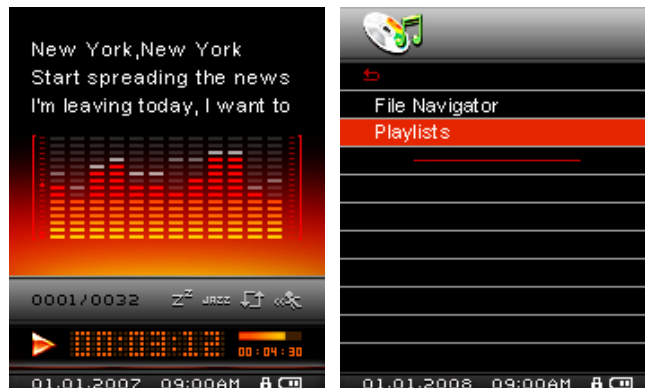 New York,New York
Start spreading the news
I'm leaving today, I want to
0001/0032 Zz JAZZ
00:03:12
00:04:30
01.01.2007 09:00AM
File Navigator
Playlists
01.01.2008 09:00AM